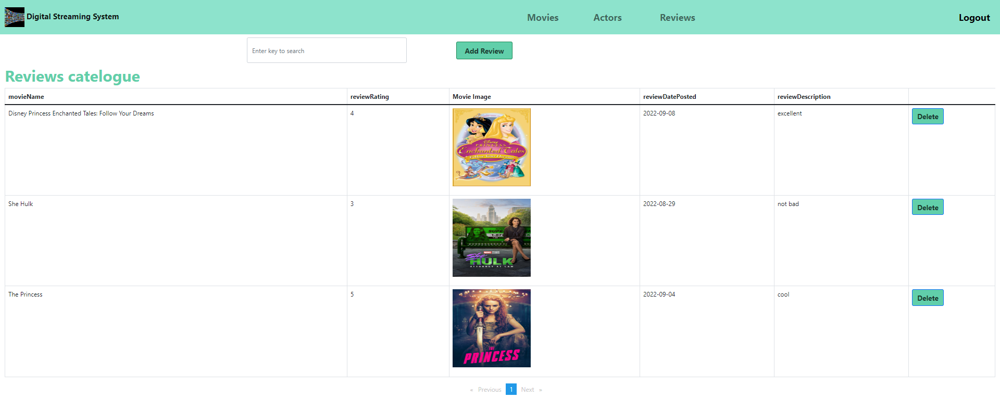 Digital Streaming System
Movies Actors Reviews Logout
Enter key to search
Add Review
Reviews catelogue
movieName reviewRating Movie Image reviewDatePosted reviewDescription
Disney Princess Enchanted Tales: Follow Your Dreams 4 2022-09-08 excellent Delete
Disney
PRINCESS
Enchanted Tales
Follow Your Dreams
She Hulk 3 2022-08-29 not bad Delete
MARVEL STUDIOS
She
HULK
ATTORNEY AT LAW
The Princess 5 2022-09-04 cool Delete
THE
PRINCESS
« Previous 1 Next »